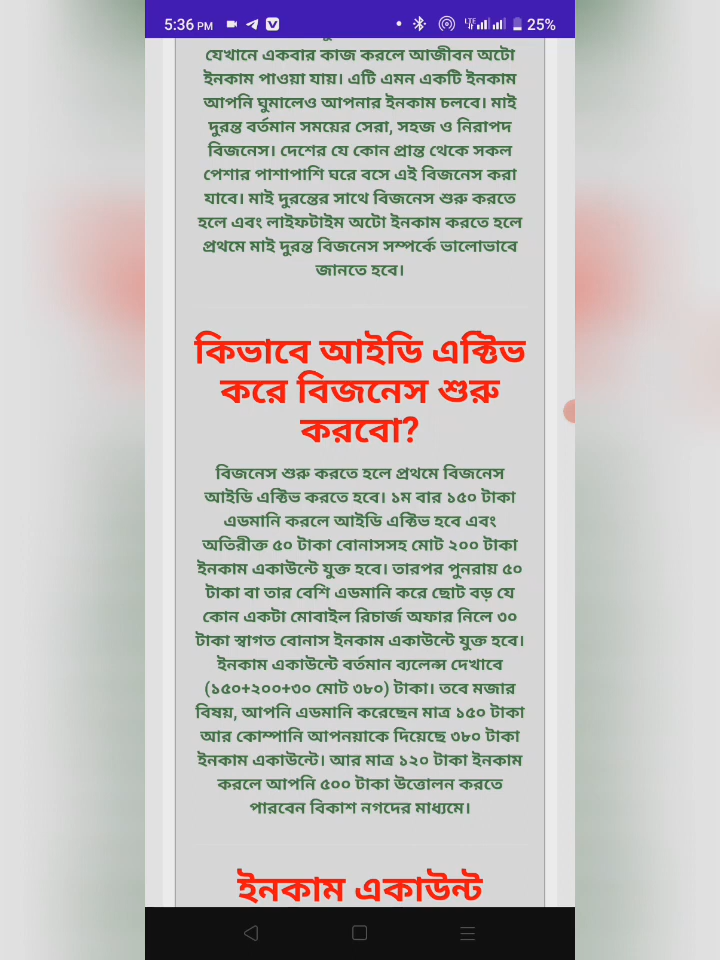 5:36 PM
25%
যেখানে একবার কাজ করলে আজীবন অটো
ইনকাম পাওয়া যায়। এটি এমন একটি ইনকাম
আপনি ঘুমালেও আপনার ইনকাম চলবে। মাই
দুরন্ত বর্তমান সময়ের সেরা, সহজ ও নিরাপদ
বিজনেস। দেশের যে কোন প্রান্ত থেকে সকল
পেশার পাশাপাশি ঘরে বসে এই বিজনেস করা
যাবে। মাই দুরন্তের সাথে বিজনেস শুরু করতে
হলে এবং লাইফটাইম অটো ইনকাম করতে হলে
প্রথমে মাই দুরন্ত বিজনেস সম্পর্কে ভালোভাবে
জানতে হবে।
কিভাবে আইডি এক্টিভ
করে বিজনেস শুরু
করবো?
বিজনেস শুরু করতে হলে প্রথমে বিজনেস
আইডি এক্টিভ করতে হবে। ১ম বার ১৫০ টাকা
এডমানি করলে আইডি এক্টিভ হবে এবং
অতিরীক্ত ৫০ টাকা বোনাসসহ মোট ২০০ টাকা
ইনকাম একাউন্টে যুক্ত হবে। তারপর পুনরায় ৫০
টাকা বা তার বেশি এডমানি করে ছোট বড় যে
কোন একটা মোবাইল রিচার্জ অফার নিলে ৩০
টাকা স্বাগত বোনাস ইনকাম একাউন্টে যুক্ত হবে।
ইনকাম একাউন্টে বর্তমান ব্যলেন্স দেখাবে
(১৫০+২০০+৩০ মোট ৩৮০) টাকা। তবে মজার
বিষয়, আপনি এডমানি করেছেন মাত্র ১৫০ টাকা
আর কোম্পানি আপনয়াকে দিয়েছে ৩৮০ টাকা
ইনকাম একাউন্টে। আর মাত্র ১২০ টাকা ইনকাম
করলে আপনি ৫০০ টাকা উত্তোলন করতে
পারবেন বিকাশ নগদের মাধ্যমে।
ইনকাম একাউন্ট